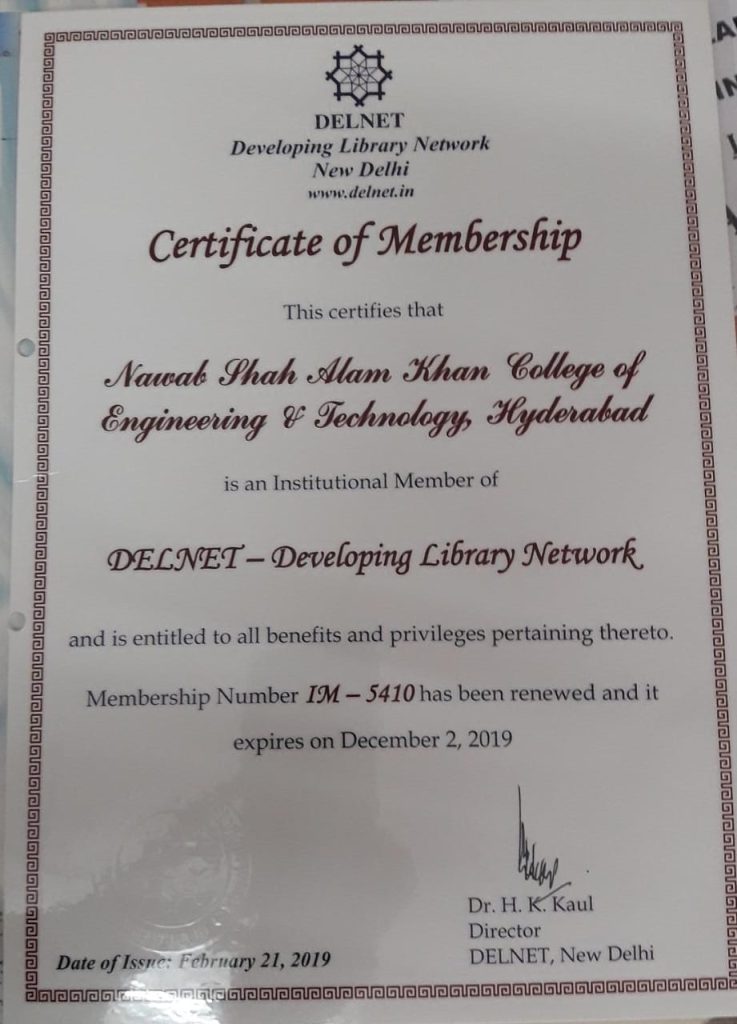 DELNET
Developing Library Network
New Delhi
www.delnet.in
Certificate of Membership
This certifies that
Nawab Shah Alam Khan College of
Engineering & Technology, Hyderabad
is an Institutional Member of
DELNET – Developing Library Network
and is entitled to all benefits and privileges pertaining thereto.
Membership Number IM – 5410 has been renewed and it
expires on December 2, 2019
Dr. H. K. Kaul
Director
DELNET, New Delhi
Date of Issue: February 21, 2019